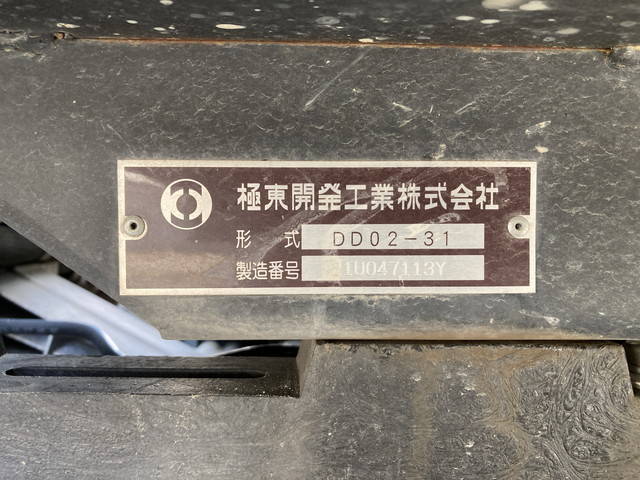 極東開発工業株式会社
形式 DD02-31
製造番号 1U047113Y